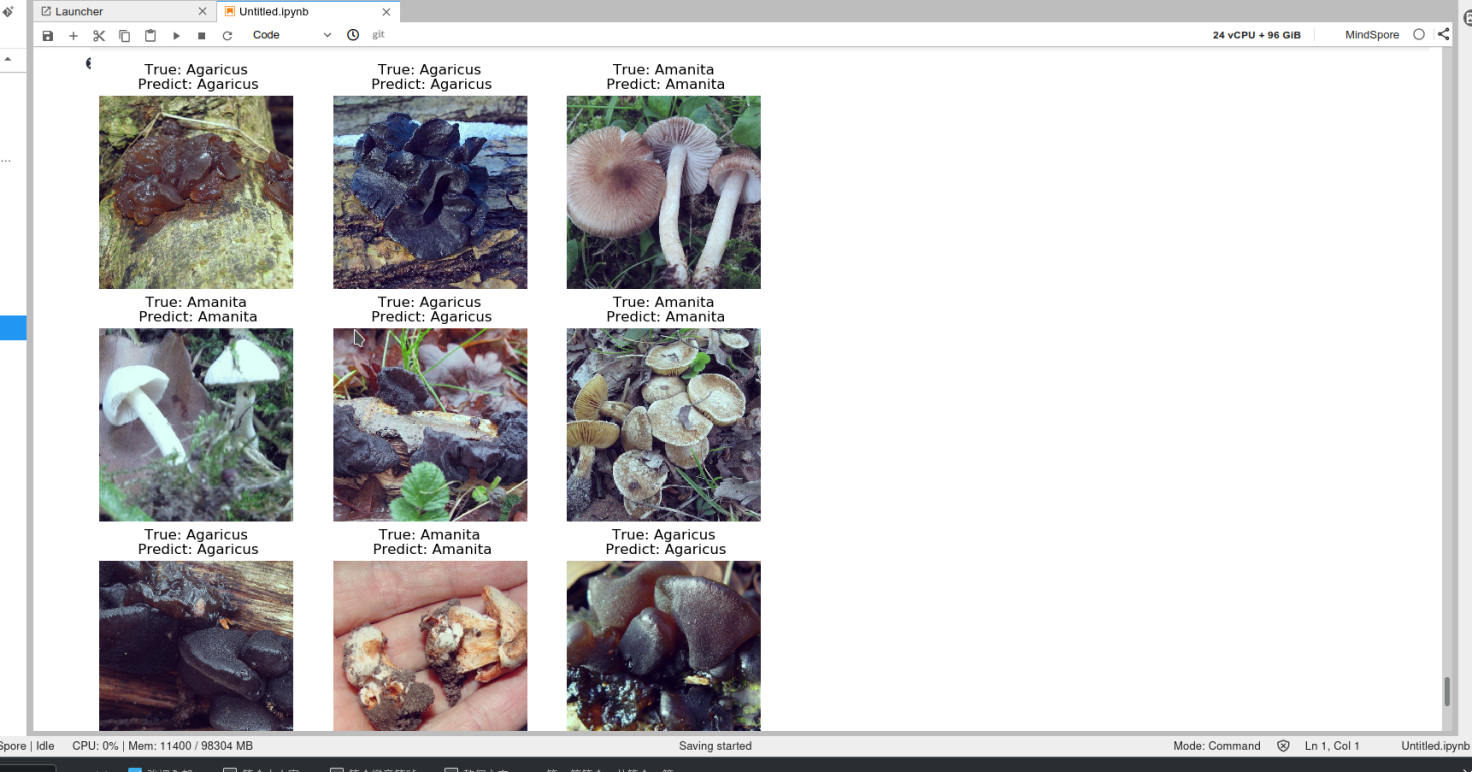 Launcher
Untitled.ipynb
Code
git
24 vCPU + 96 GiB
MindSpore
True: Agaricus
Predict: Agaricus
True: Agaricus
Predict: Agaricus
True: Amanita
Predict: Amanita
True: Amanita
Predict: Amanita
True: Agaricus
Predict: Agaricus
True: Amanita
Predict: Amanita
True: Agaricus
Predict: Agaricus
True: Amanita
Predict: Amanita
True: Agaricus
Predict: Agaricus
Spore | Idle
CPU: 0% | Mem: 11400 / 98304 MB
Saving started
Mode: Command
Ln 1, Col 1
Untitled.ipynb